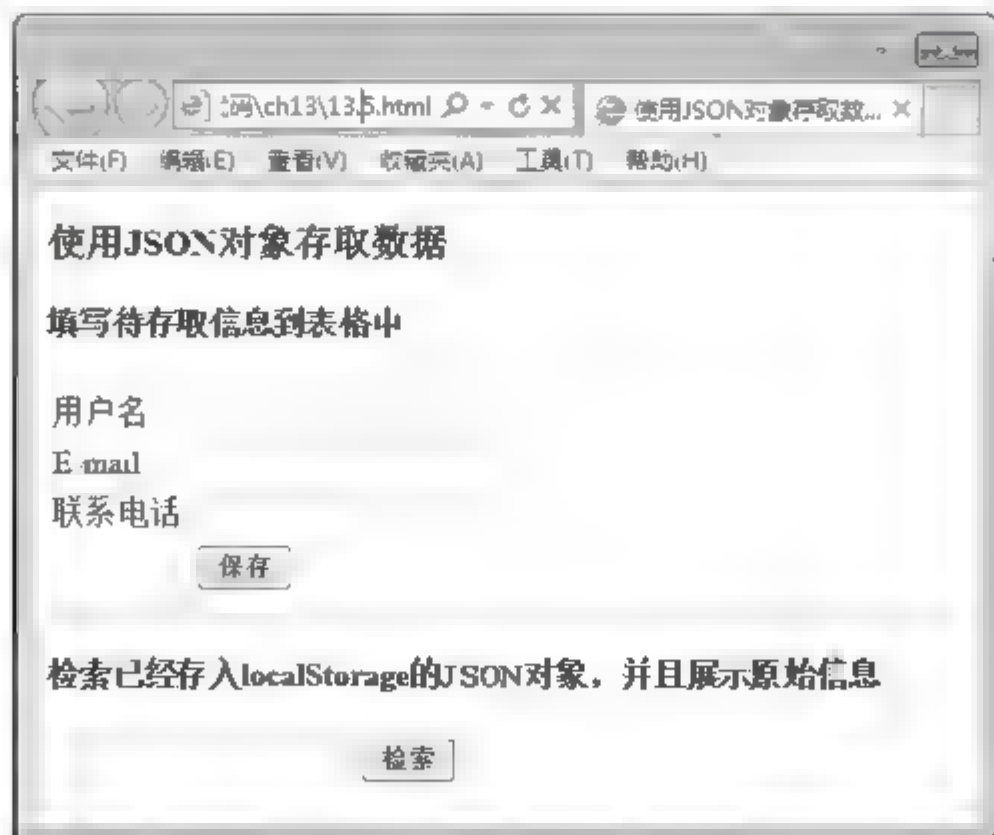 码\ch13\13.5.html
使用JSON对象存取数...
文件(F) 编辑(E) 查看(V) 收藏夹(A) 工具(T) 帮助(H)
使用JSON对象存取数据
填写待存取信息到表格中
用户名
E-mail
联系电话
保存
检索已经存入localStorage的JSON对象，并且展示原始信息
检索